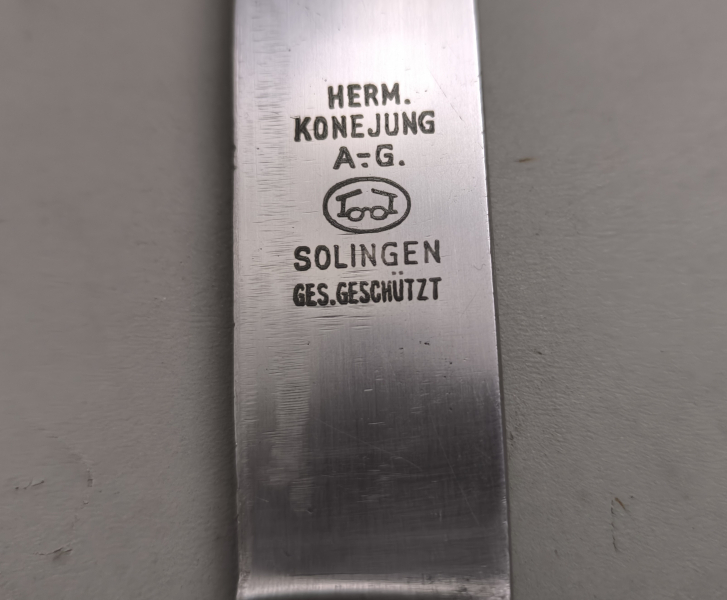 HERM.
KONEJUNG
A.-G.
SOLINGEN
GES.GESCHÜTZT